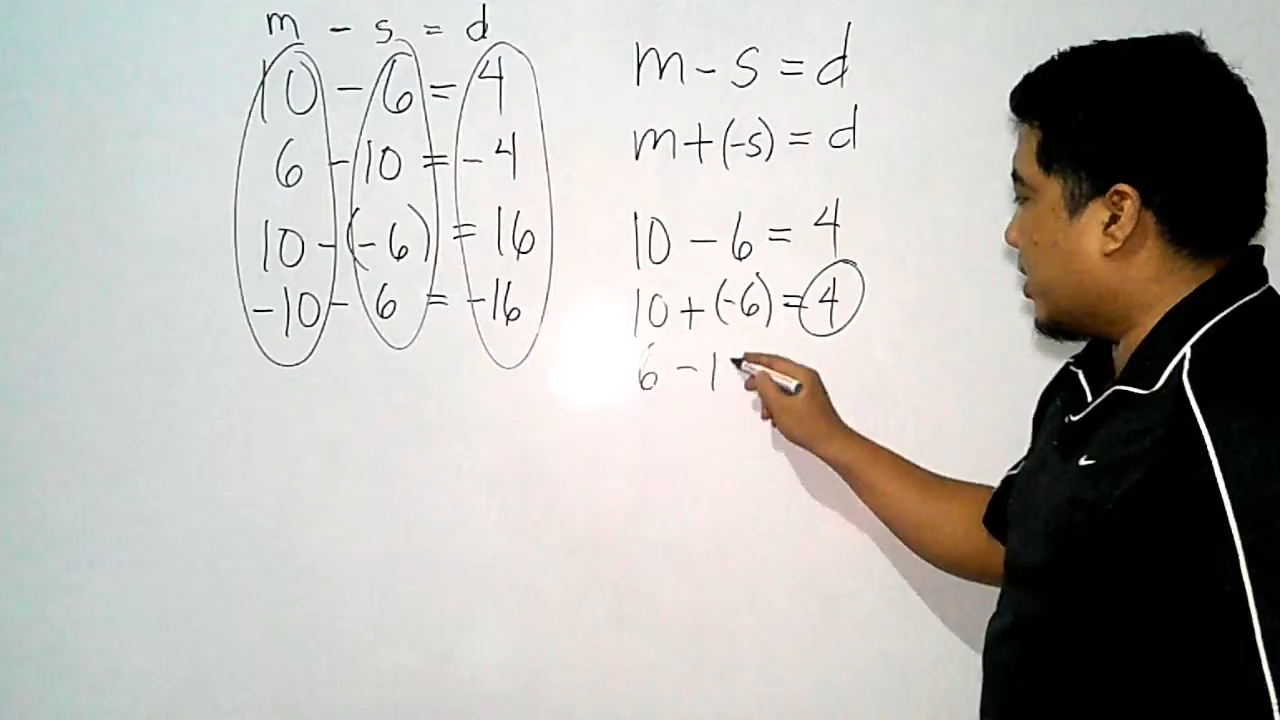 m - s = d
10 - 6 = 4
6 - 10 = -4
10 - (-6) = 16
-10 - 6 = -16
m - s = d
m + (-s) = d
10 - 6 = 4
10 + (-6) = 4
6 - 1